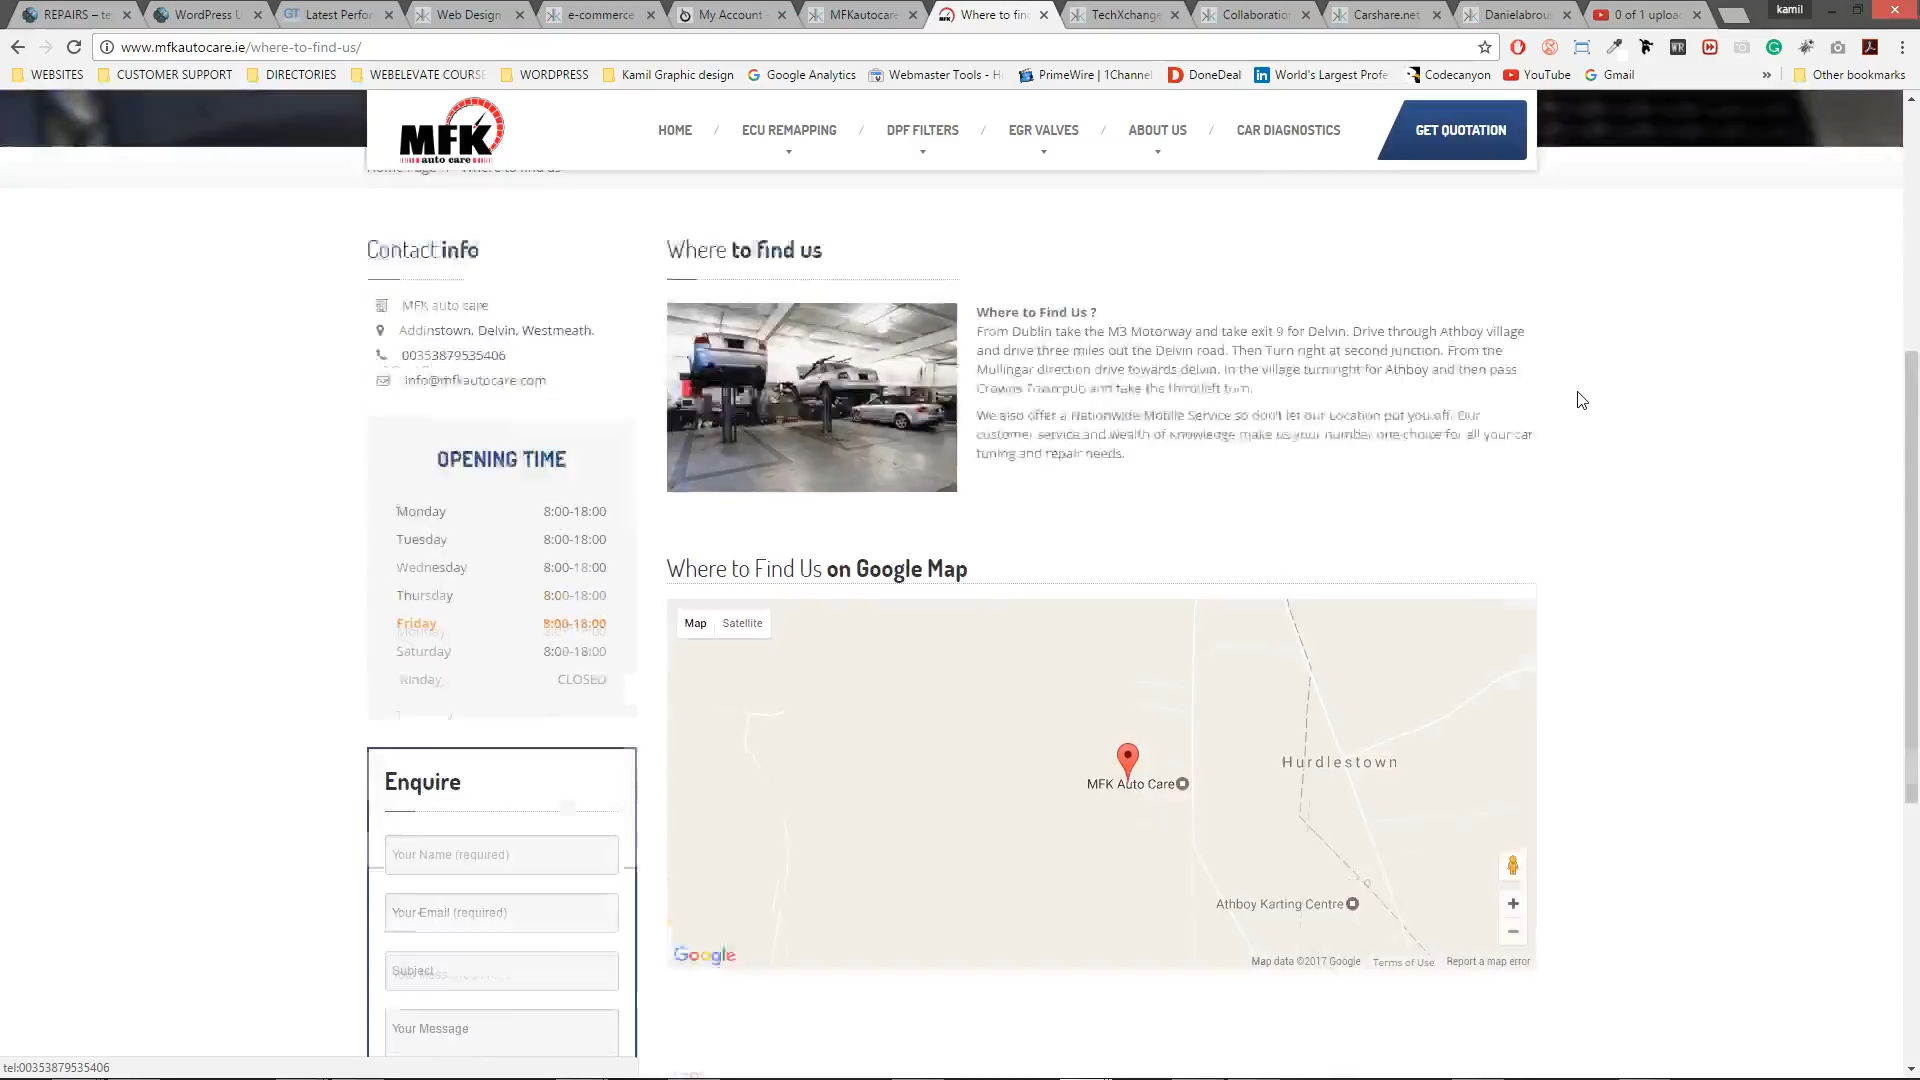 REPAIRS – te
WordPress U
Latest Perfor
Web Design
e-commerce
My Account -
MFKautocare
Where to fin
TechXchange
Collaboratio
Carshare.net
Danielabrous
0 of 1 uploa
kamil
www.mfkautocare.ie/where-to-find-us/
WEBSITES
CUSTOMER SUPPORT
DIRECTORIES
WEBELEVATE COURSE
WORDPRESS
Kamil Graphic design
Google Analytics
Webmaster Tools - H
PrimeWire | 1Channel
DoneDeal
World's Largest Profe
Codecanyon
YouTube
Gmail
» Other bookmarks
MFK
auto care
HOME / ECU REMAPPING / DPF FILTERS / EGR VALVES / ABOUT US / CAR DIAGNOSTICS
GET QUOTATION
Contact info
MFK auto care
Addinstown, Delvin, Westmeath.
00353879535406
info@mfkautocare.com
OPENING TIME
Monday 8:00-18:00
Tuesday 8:00-18:00
Wednesday 8:00-18:00
Thursday 8:00-18:00
Friday 8:00-18:00
Saturday 8:00-18:00
CLOSED
Enquire
Your Name (required)
Your Email (required)
Subject
Your Message
Where to find us
Where to Find Us ?
From Dublin take the M3 Motorway and take exit 9 for Delvin. Drive through Athboy village
and drive three miles out the Delvin road. Then Turn right at second junction. From the
Mullingar direction drive towards delvin. In the village turn right for Athboy and then pass
Crowns Town pub and take the third left turn.
We also offer a Nationwide Mobile Service so don't let our Location put you off. Our
customer service and Wealth of Knowledge make us your number one choice for all your car
tuning and repair needs.
Where to Find Us on Google Map
Map Satellite
MFK Auto Care
Hurdlestown
Athboy Karting Centre
Google
Map data ©2017 Google Terms of Use Report a map error
tel:00353879535406